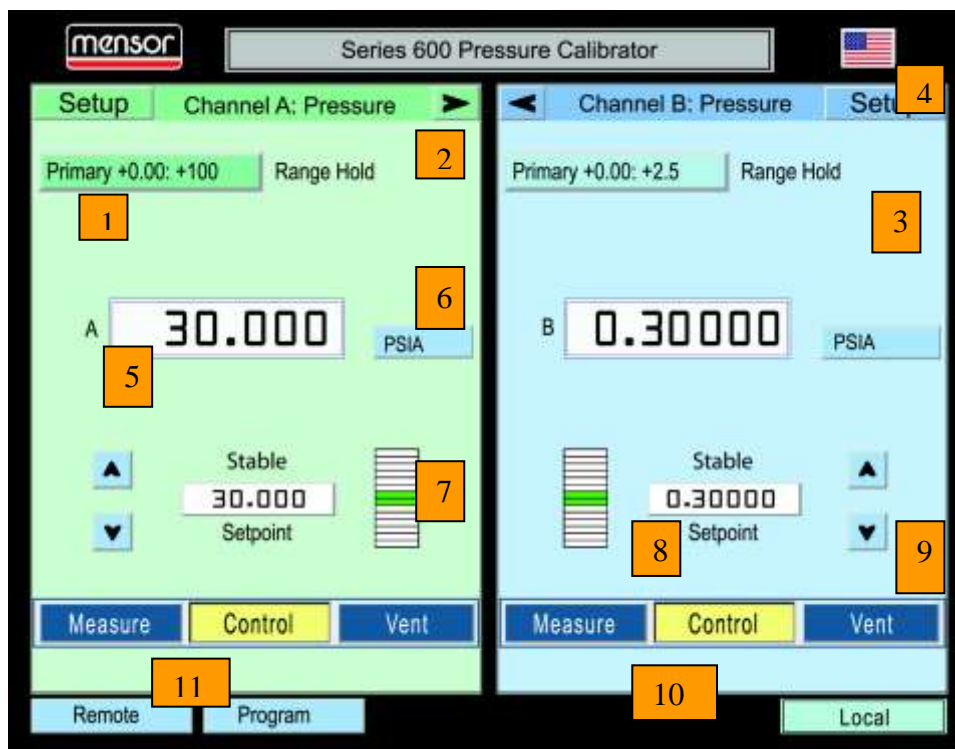 mensor
Series 600 Pressure Calibrator
Setup Channel A: Pressure
Channel B: Pressure Setup
4
2
Primary +0.00: +100 Range Hold
Primary +0.00: +2.5 Range Hold
1
3
6
A 30.000 PSIA
B 0.30000 PSIA
5
Stable
30.000
Setpoint
7
Stable
0.30000
Setpoint
8
9
Measure Control Vent
Measure Control Vent
11
10
Remote Program Local